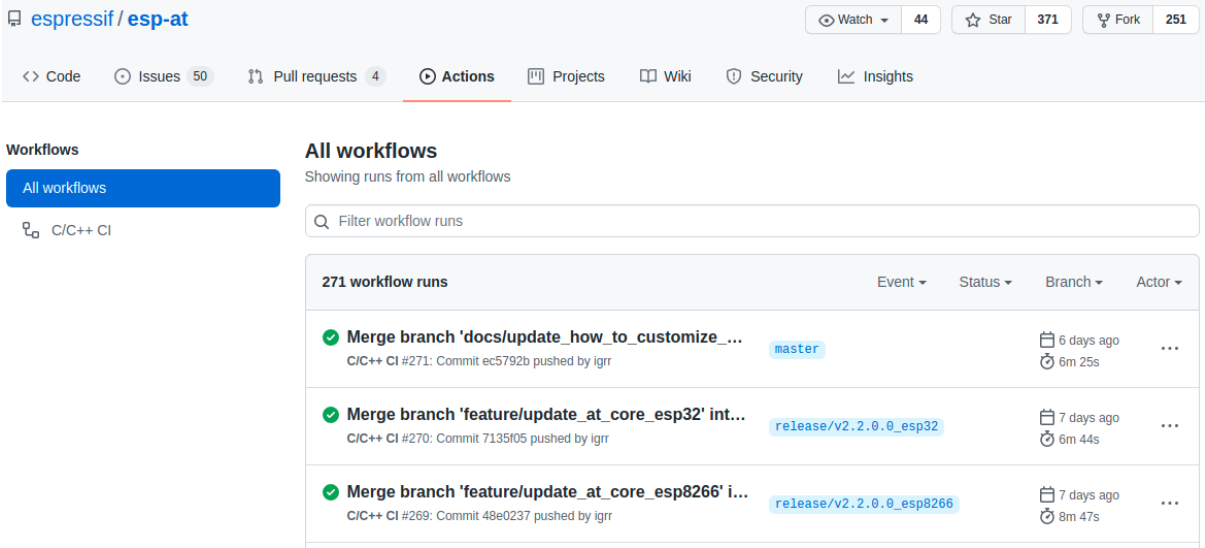 espressif / esp-at
Watch 44 Star 371 Fork 251
Code Issues 50 Pull requests 4 Actions Projects Wiki Security Insights
Workflows
All workflows
C/C++ CI
All workflows
Showing runs from all workflows
Filter workflow runs
271 workflow runs Event Status Branch Actor
Merge branch 'docs/update_how_to_customize_...
C/C++ CI #271: Commit ec5792b pushed by igrr
master
6 days ago
6m 25s
Merge branch 'feature/update_at_core_esp32' int...
C/C++ CI #270: Commit 7135f05 pushed by igrr
release/v2.2.0.0_esp32
7 days ago
6m 44s
Merge branch 'feature/update_at_core_esp8266' i...
C/C++ CI #269: Commit 48e0237 pushed by igrr
release/v2.2.0.0_esp8266
7 days ago
8m 47s